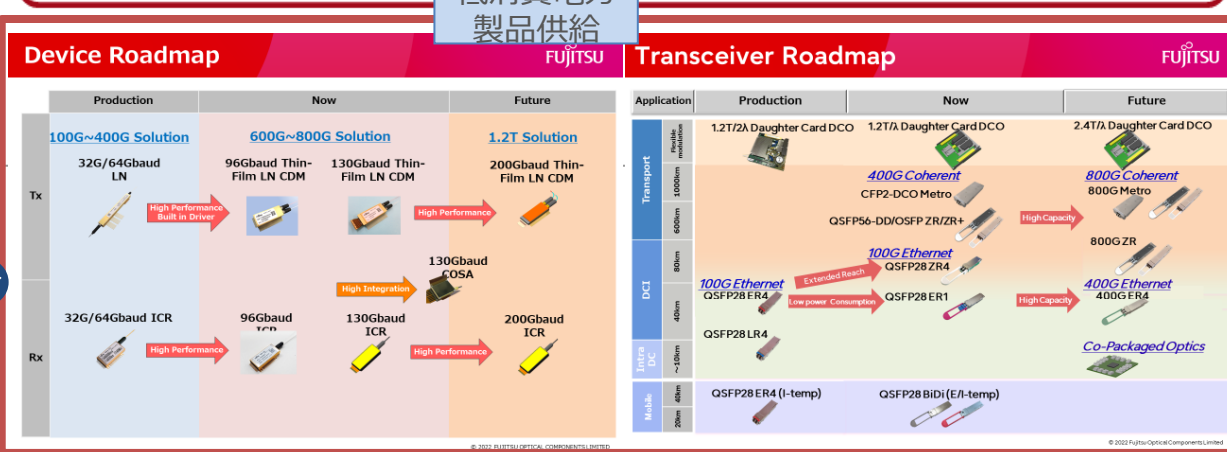 製品供給
Device Roadmap
FUJITSU
Production
Now
Future
100G~400G Solution
600G~800G Solution
1.2T Solution
Tx
32G/64Gbaud
LN
96Gbaud Thin-
Film LN CDM
130Gbaud Thin-
Film LN CDM
200Gbaud Thin-
Film LN CDM
High Performance
Built in Driver
High Performance
130Gbaud
COSA
High Integration
Rx
32G/64Gbaud ICR
96Gbaud
130Gbaud
ICR
200Gbaud
ICR
High Performance
High Performance
© 2022 FUJITSU OPTICAL COMPONENTS LIMITED
Transceiver Roadmap
FUJITSU
Application
Production
Now
Future
Transport
Flexible
modulation
1000km
600km
1.2T/2λ Daughter Card DCO
1.2T/λ Daughter Card DCO
2.4T/λ Daughter Card DCO
400G Coherent
CFP2-DCO Metro
QSFP56-DD/OSFP ZR/ZR+
High Capacity
800G Coherent
800G Metro
800G ZR
DCI
80km
40km
100G Ethernet
QSFP28 ER4
Extended Reach
Low power Consumption
100G Ethernet
QSFP28 ZR4
QSFP28 ER1
High Capacity
400G Ethernet
400G ER4
QSFP28 LR4
Intra
DC
~10km
Co-Packaged Optics
Mobile
40km
20km
QSFP28 ER4 (I-temp)
QSFP28 BiDi (E/I-temp)
© 2022 Fujitsu Optical Components Limited